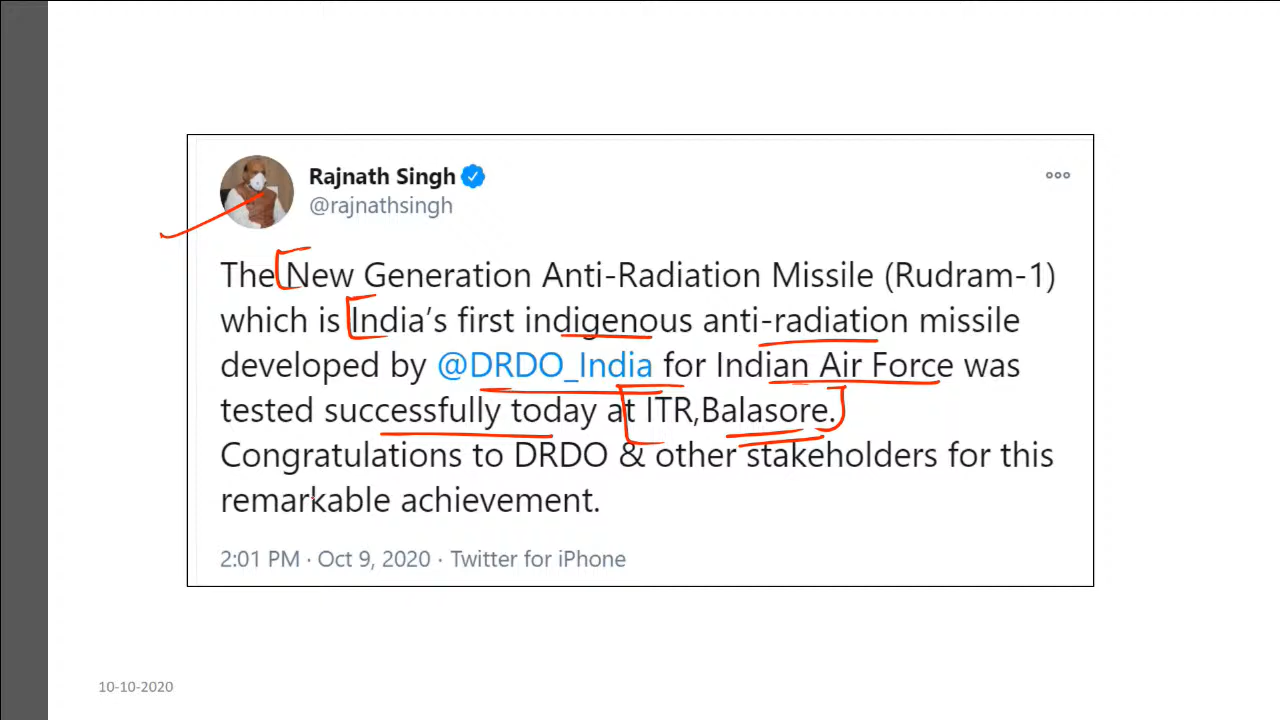 Rajnath Singh
@rajnathsingh
The New Generation Anti-Radiation Missile (Rudram-1)
which is India's first indigenous anti-radiation missile
developed by @DRDO_India for Indian Air Force was
tested successfully today at ITR,Balasore.
Congratulations to DRDO & other stakeholders for this
remarkable achievement.
2:01 PM · Oct 9, 2020 · Twitter for iPhone
10-10-2020